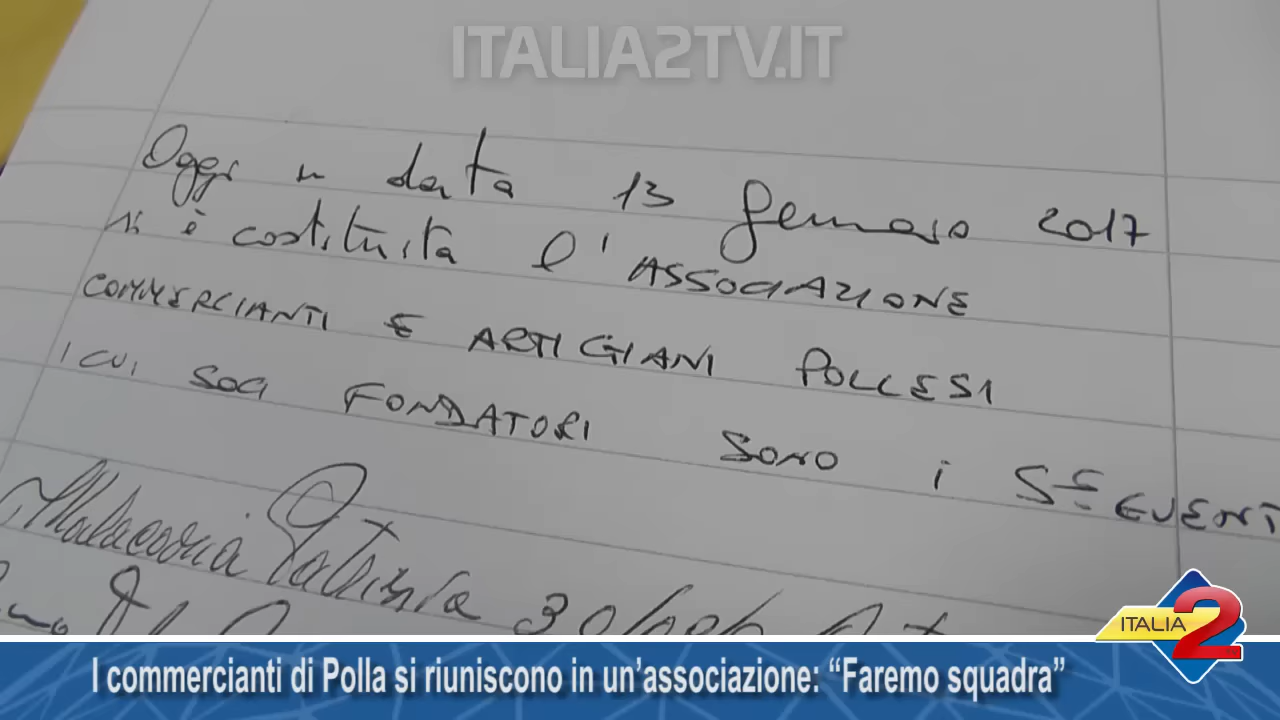 ITALIA2TV.IT
Oggi in data 13 Gennaio 2017
si è costituita l'ASSOCIAZIONE
COMMERCIANTI E ARTIGIANI POLLESI
I CUI SOCI FONDATORI SONO i SEGUENTI
Patrizia
ITALIA 2
I commercianti di Polla si riuniscono in un'associazione: “Faremo squadra”